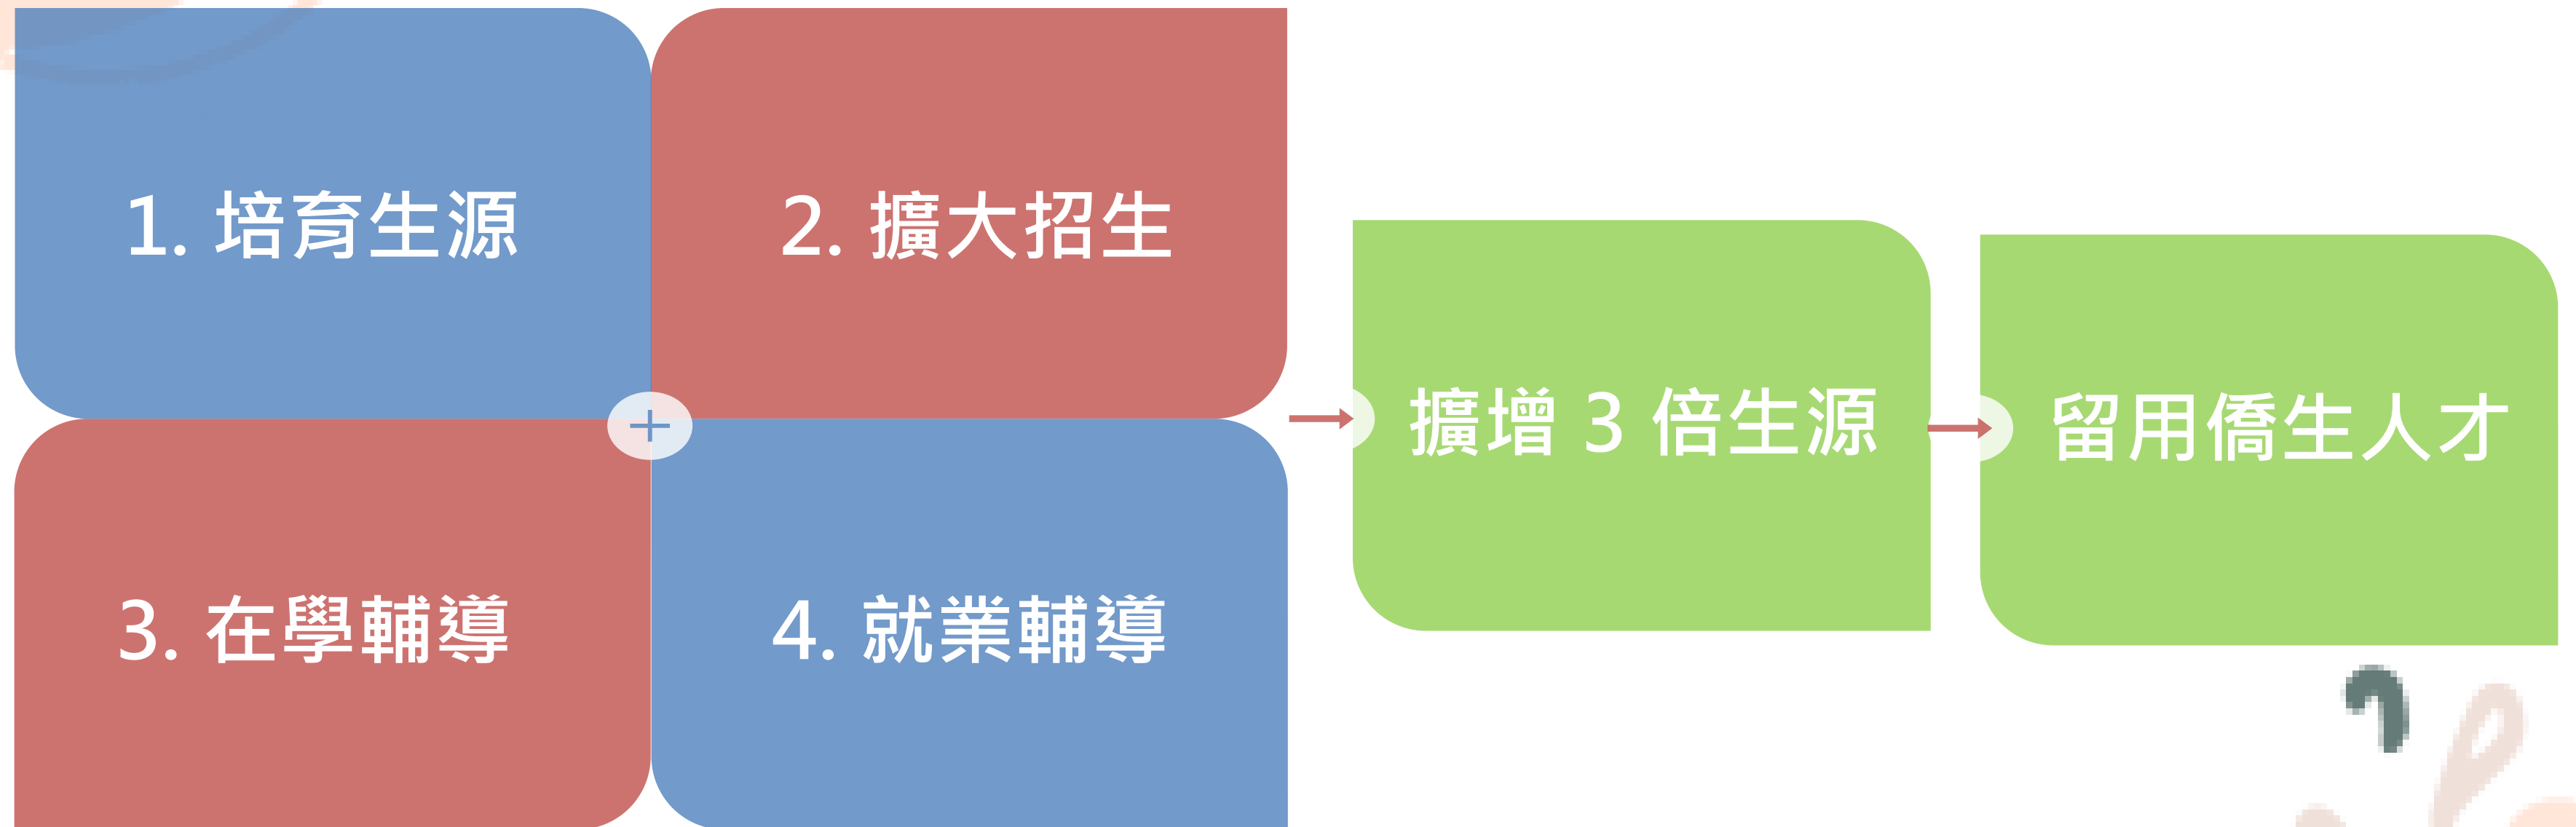 1. 培育生源
2. 擴大招生
3. 在學輔導
4. 就業輔導
擴增 3 倍生源
留用僑生人才